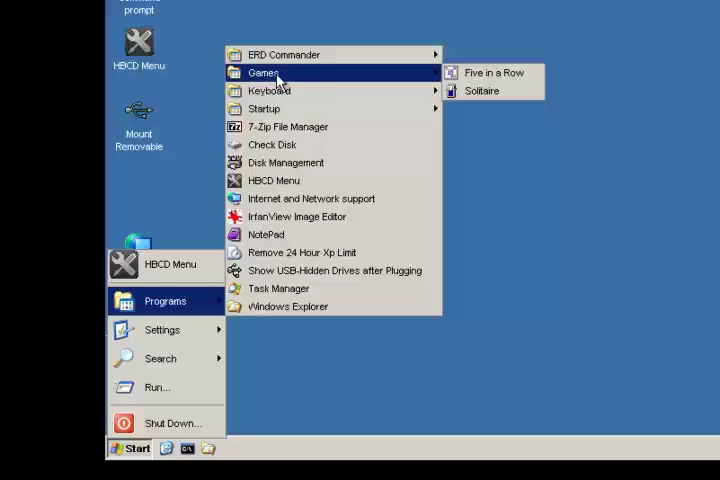 prompt
HBCD Menu
Mount
Removable
ERD Commander
Games
Keyboard
Startup
7-Zip File Manager
Check Disk
Disk Management
HBCD Menu
Internet and Network support
IrfanView Image Editor
NotePad
Remove 24 Hour Xp Limit
Show USB-Hidden Drives after Plugging
Task Manager
Windows Explorer
Five in a Row
Solitaire
HBCD Menu
Programs
Settings
Search
Run...
Shut Down...
Start